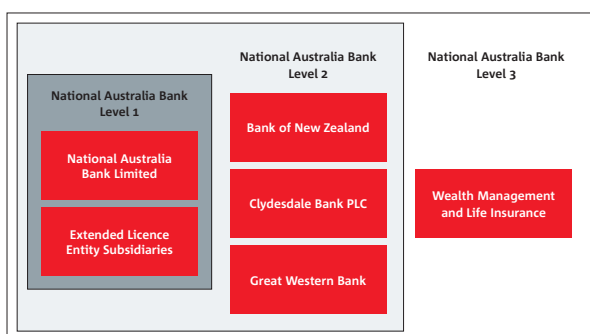 National Australia Bank
Level 1
National Australia
Bank Limited
Extended Licence
Entity Subsidiaries
National Australia Bank
Level 2
Bank of New Zealand
Clydesdale Bank PLC
Great Western Bank
National Australia Bank
Level 3
Wealth Management
and Life Insurance